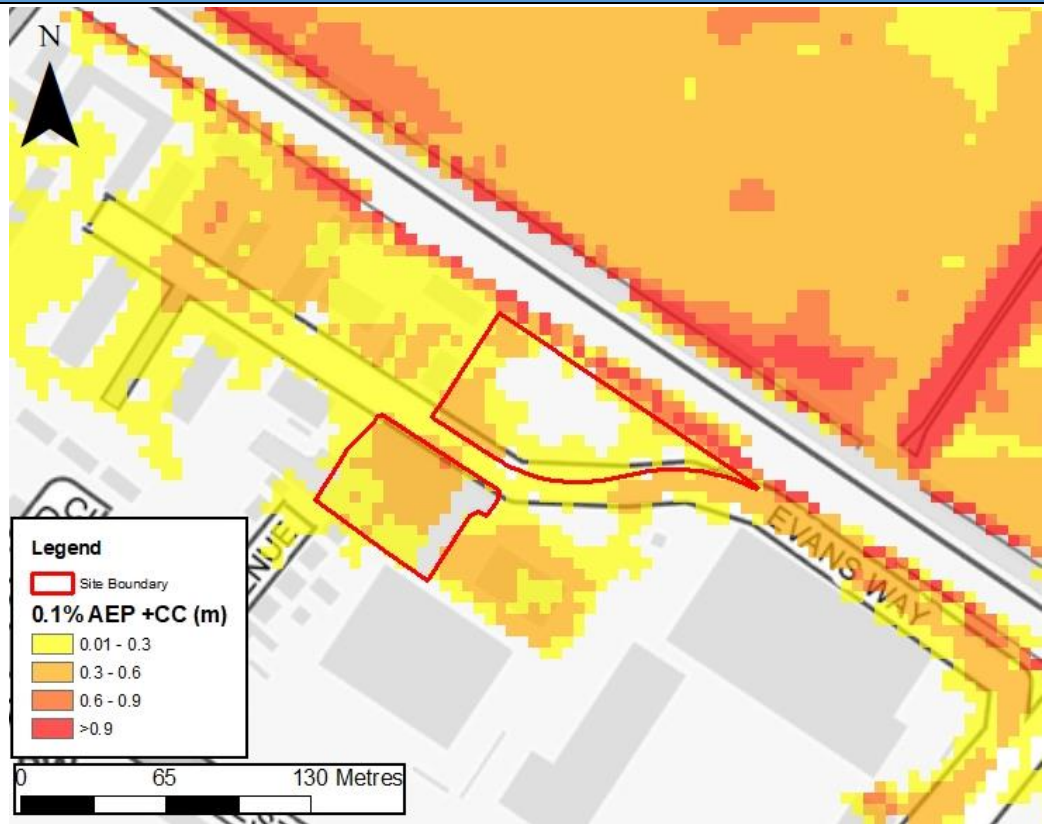 N
EVANS WAY
Legend
Site Boundary
0.1% AEP +CC (m)
0.01 - 0.3
0.3 - 0.6
0.6 - 0.9
>0.9
0 65 130 Metres